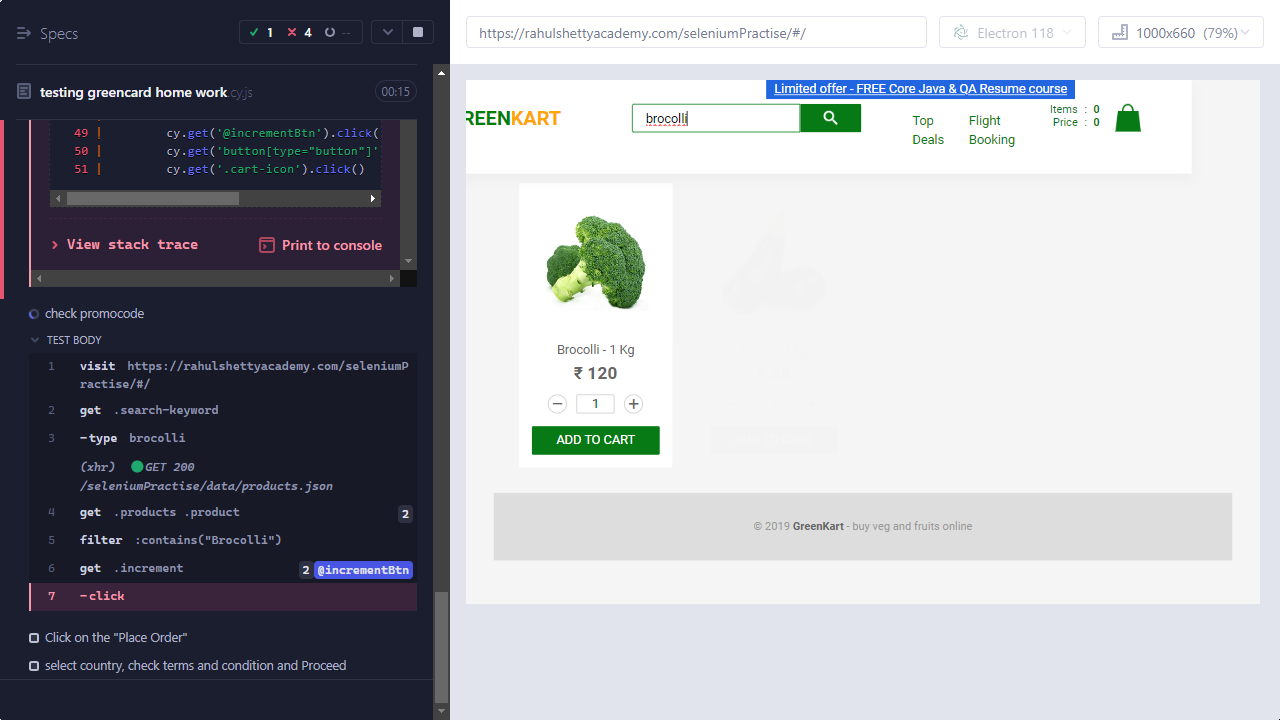 Specs
1
4
--
testing greencard home work cy.js
00:15
49 | cy.get('@incrementBtn').click(
50 | cy.get('button[type="button"]'
51 | cy.get('.cart-icon').click()
View stack trace
Print to console
check promocode
TEST BODY
1 visit https://rahulshettyacademy.com/seleniumP
ractise/#/
2 get .search-keyword
3 -type brocolli
(xhr) GET 200
/seleniumPractise/data/products.json
4 get .products .product 2
5 filter :contains("Brocolli")
6 get .increment 2 @incrementBtn
7 -click
Click on the "Place Order"
select country, check terms and condition and Proceed
https://rahulshettyacademy.com/seleniumPractise/#/
Electron 118
1000x660 (79%)
Limited offer - FREE Core Java & QA Resume course
REENKART
brocolli
Top
Deals
Flight
Booking
Items : 0
Price : 0
Brocolli - 1 Kg
₹ 120
− 1 +
ADD TO CART
© 2019 GreenKart - buy veg and fruits online